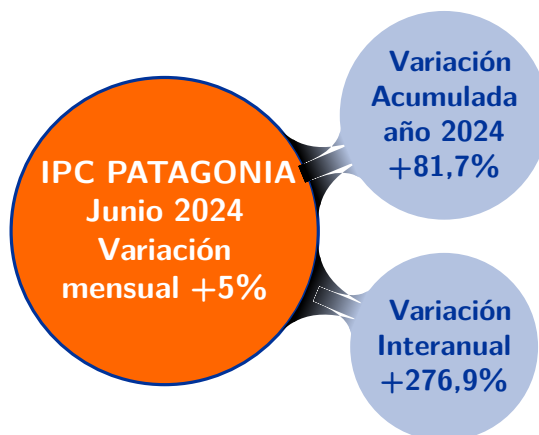 IPC PATAGONIA
Junio 2024
Variación
mensual +5%
Variación
Acumulada
año 2024
+81,7%
Variación
Interanual
+276,9%